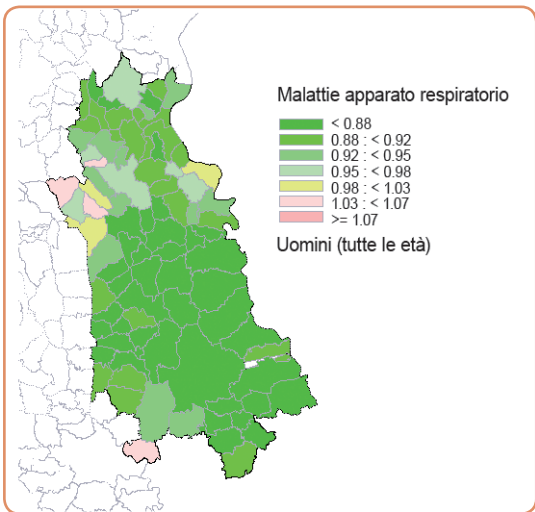 Malattie apparato respiratorio
< 0.88
0.88 : < 0.92
0.92 : < 0.95
0.95 : < 0.98
0.98 : < 1.03
1.03 : < 1.07
>= 1.07
Uomini (tutte le età)